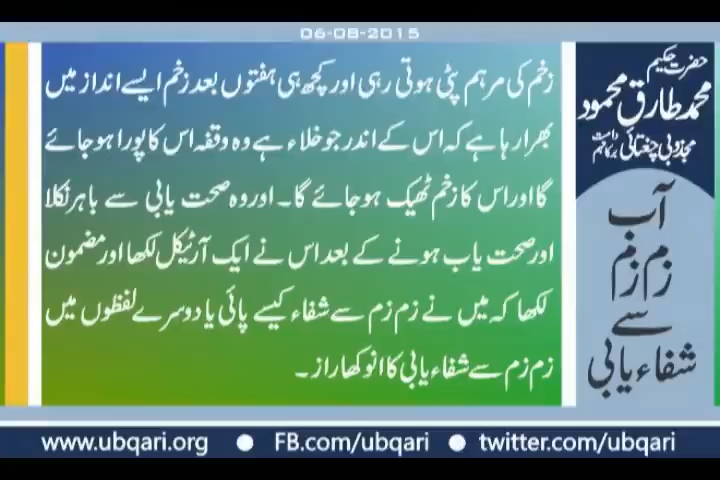 06-08-2015
حضرت حکیم
محمد طارق محمود
مجذوبی چغتائی دامت برکاتہم
آب
زم زم
سے
شفاء یابی
زخم کی مرہم پٹی ہوتی رہی اور کچھ ہی ہفتوں بعد زخم ایسے انداز میں
بھر رہا ہے کہ اس کے اندر جو خلاء ہے وہ وقفہ اس کا پورا ہو جائے
گا اور اس کا زخم ٹھیک ہو جائے گا۔ اور وہ صحت یابی سے باہر نکلا
اور صحت یاب ہونے کے بعد اس نے ایک آرٹیکل لکھا اور مضمون
لکھا کہ میں نے زم زم سے شفاء کیسے پائی یا دوسرے لفظوں میں
زم زم سے شفاء یابی کا انوکھا راز۔
www.ubqari.org ● FB.com/ubqari ● twitter.com/ubqari